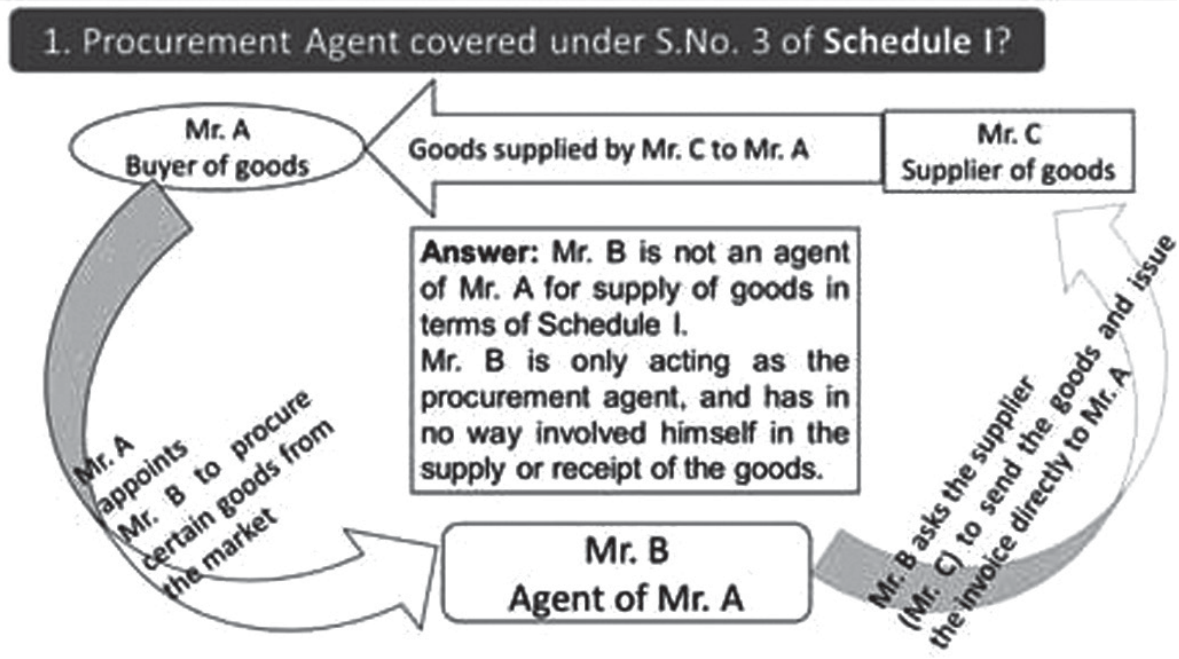 1. Procurement Agent covered under S.No. 3 of Schedule I?
Mr. A
Buyer of goods
Goods supplied by Mr. C to Mr. A
Mr. C
Supplier of goods
Answer: Mr. B is not an agent
of Mr. A for supply of goods in
terms of Schedule I.
Mr. B is only acting as the
procurement agent, and has in
no way involved himself in the
supply or receipt of the goods.
Mr. A
appoints
Mr. B to procure
certain goods from
the market
Mr. B
Agent of Mr. A
Mr. B asks the supplier
(Mr. C) to send the goods and issue
the invoice directly to Mr. A